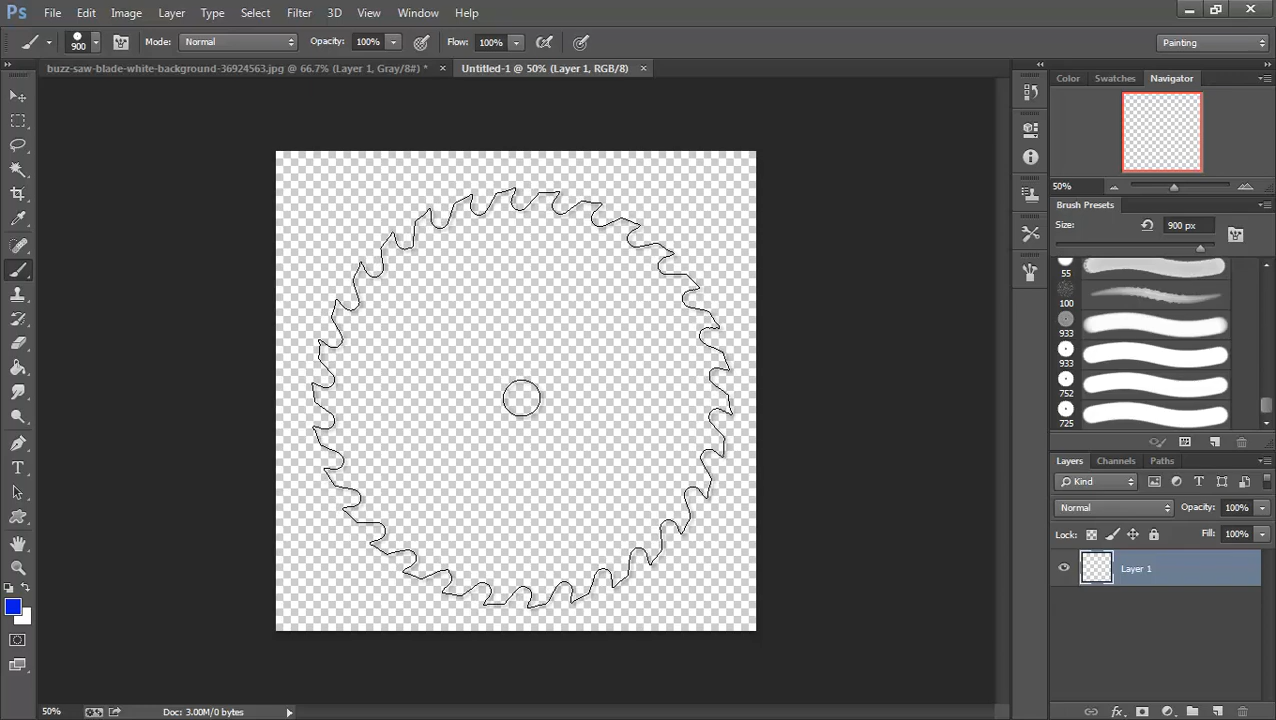 Ps File Edit Image Layer Type Select Filter 3D View Window Help
900 Mode: Normal Opacity: 100% Flow: 100% Painting
buzz-saw-blade-white-background-36924563.jpg @ 66.7% (Layer 1, Gray/8#) * × Untitled-1 @ 50% (Layer 1, RGB/8) ×
Color Swatches Navigator
50%
Brush Presets
Size: 900 px
55
100
933
933
752
725
Layers Channels Paths
Kind
Normal Opacity: 100%
Lock: Fill: 100%
Layer 1
50% Doc: 3.00M/0 bytes